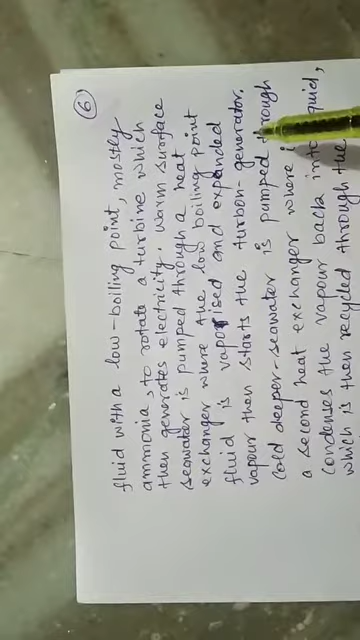 6
fluid with a low-boiling point, mostly
ammonia, to rotate a turbine which
then generates electricity. Warm surface
seawater is pumped through a heat
exchanger where the low boiling point
fluid is vaporised and expanded
vapour then starts the turbon-generator.
Cold deeper-seawater is pumped through
a second heat exchanger where i
condenses the vapour back into
which is then recycled through the